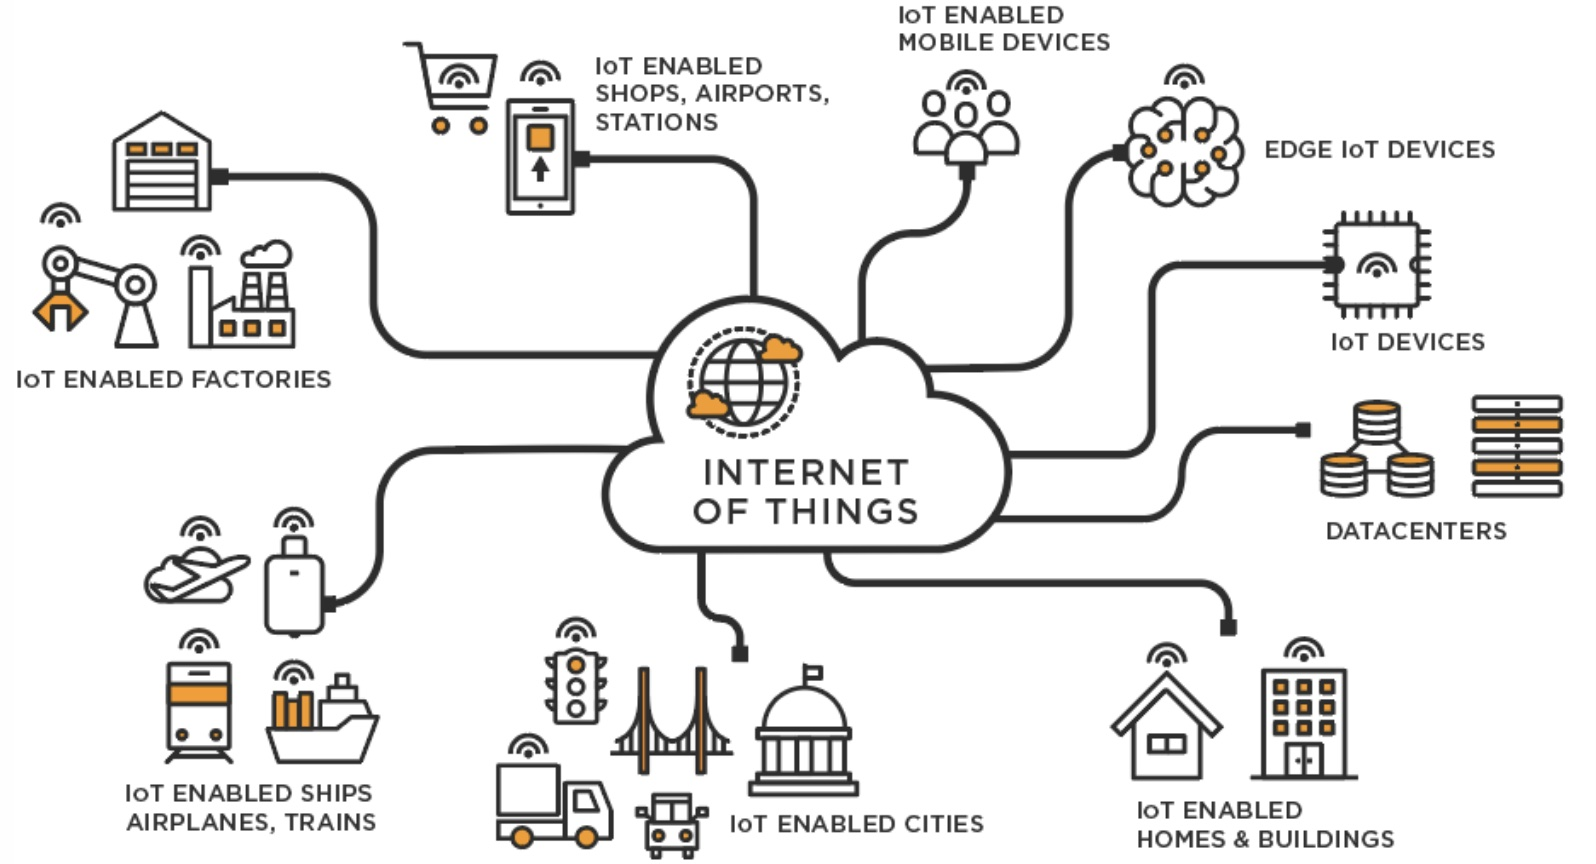 IoT ENABLED
MOBILE DEVICES
IoT ENABLED
SHOPS, AIRPORTS,
STATIONS
EDGE IoT DEVICES
IoT DEVICES
IoT ENABLED FACTORIES
INTERNET
OF THINGS
DATACENTERS
IoT ENABLED SHIPS
AIRPLANES, TRAINS
IoT ENABLED CITIES
IoT ENABLED
HOMES & BUILDINGS